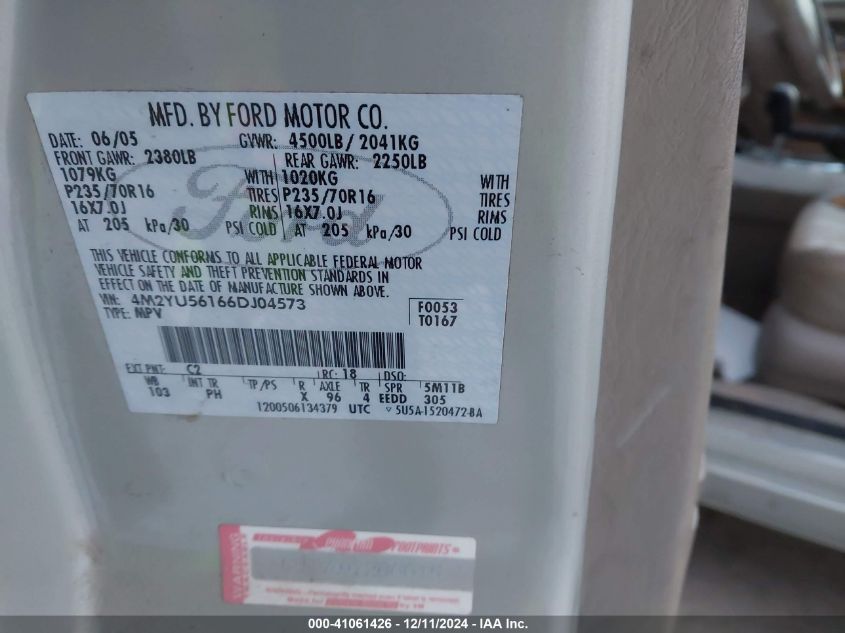 MFD. BY FORD MOTOR CO.
DATE: 06/05 GVWR: 4500LB/2041KG
FRONT GAWR: 2380LB REAR GAWR: 2250LB
1079KG WITH 1020KG WITH
P235/70R16 TIRES P235/70R16 TIRES
16X7.0J RIMS 16X7.0J RIMS
AT 205 kPa/30 PSI COLD AT 205 kPa/30 PSI COLD
Ford
THIS VEHICLE CONFORMS TO ALL APPLICABLE FEDERAL MOTOR
VEHICLE SAFETY AND THEFT PREVENTION STANDARDS IN
EFFECT ON THE DATE OF MANUFACTURE SHOWN ABOVE.
VIN: 4M2YU56166DJ04573 F0053
TYPE: MPV T0167
EXT PNT: C2 RC: 18 DSO:
WB INT TR TP/PS R AXLE TR SPR 5M11B
103 PH X 96 4 EEDD 305
1200506134379 UTC 5U5A-1520472-BA
WARNING
FOOTPRINTS
000-41061426 - 12/11/2024 - IAA Inc.